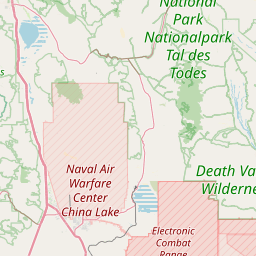 National
Park
Nationalpark
Tal des
Todes
Naval Air
Warfare
Center
China Lake
Death Va
Wilderne
Electronic
Combat
Range